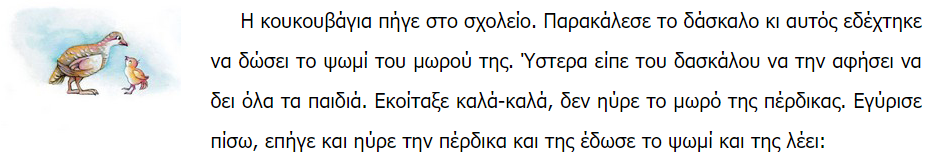 Η κουκουβάγια πήγε στο σχολείο. Παρακάλεσε το δάσκαλο κι αυτός εδέχτηκε
να δώσει το ψωμί του μωρού της. Ύστερα είπε του δασκάλου να την αφήσει να
δει όλα τα παιδιά. Εκοίταξε καλά-καλά, δεν ηύρε το μωρό της πέρδικας. Εγύρισε
πίσω, επήγε και ηύρε την πέρδικα και της έδωσε το ψωμί και της λέει: